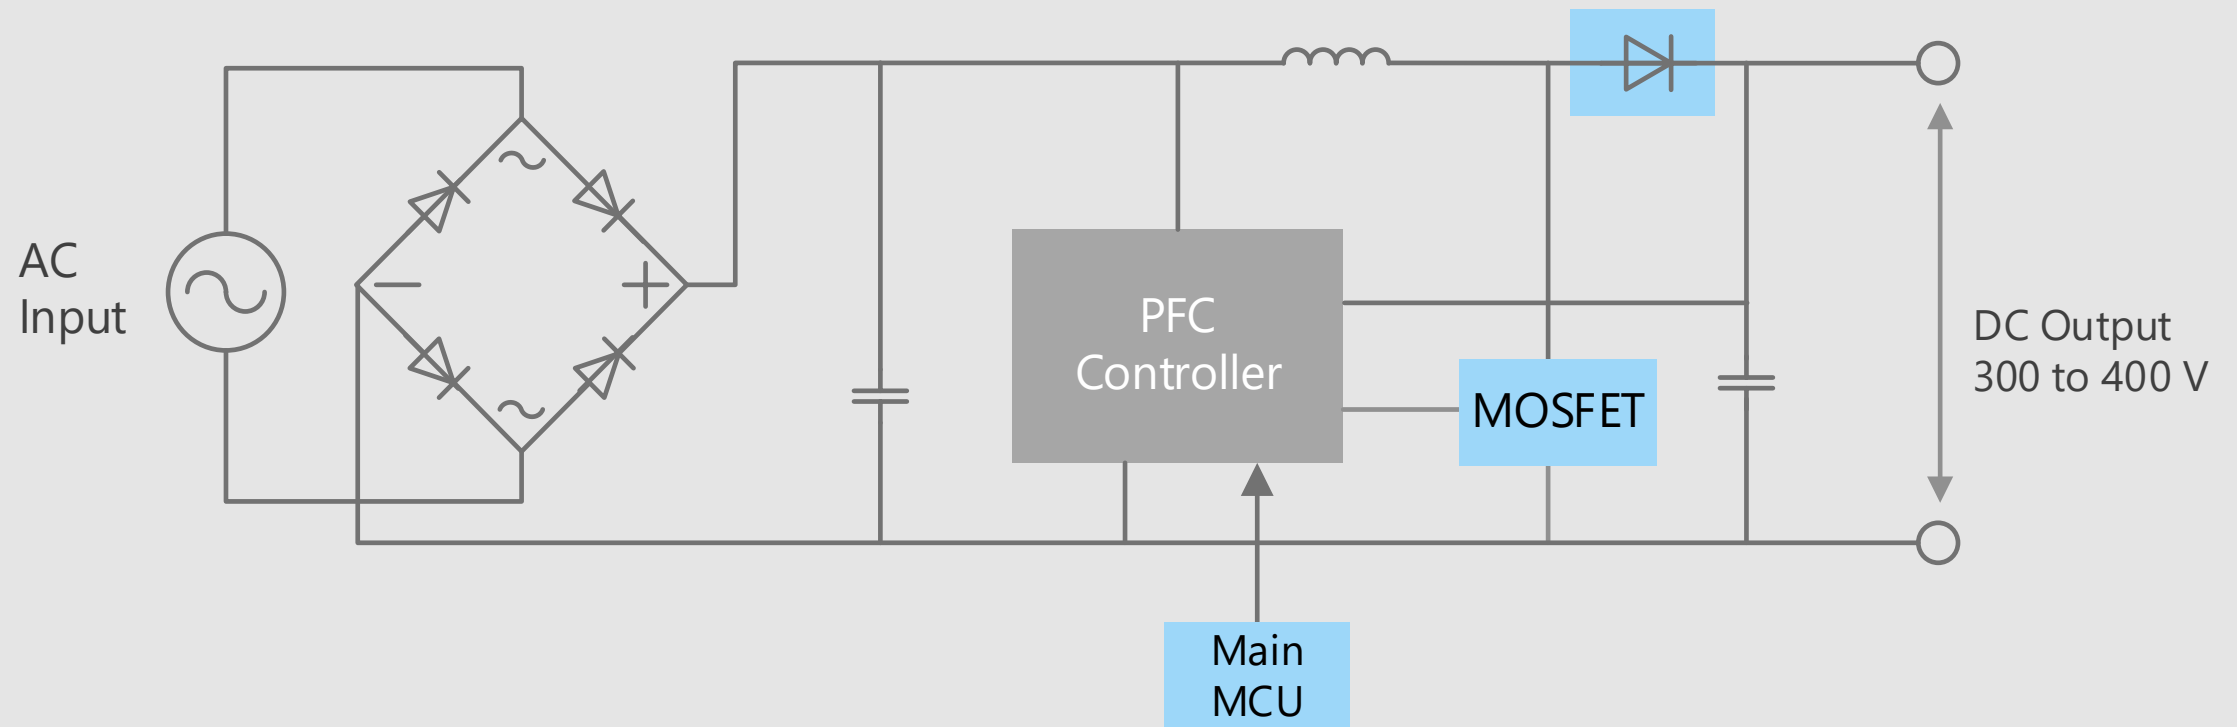 AC
Input
PFC
Controller
MOSFET
DC Output
300 to 400 V
Main
MCU